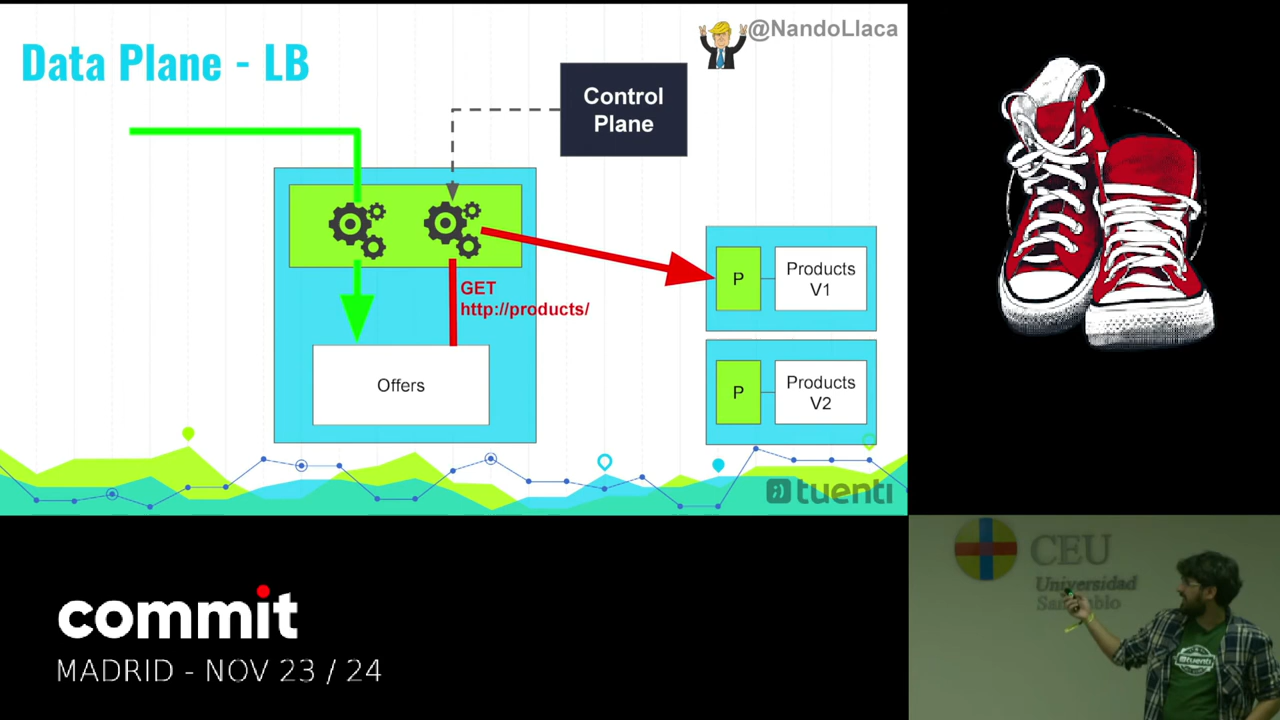 @NandoLlaca
Data Plane - LB
Control
Plane
GET
http://products/
P
Products
V1
Offers
P
Products
V2
tuenti
commit
MADRID - NOV 23 / 24
CEU
Universidad
San Pablo
tuenti